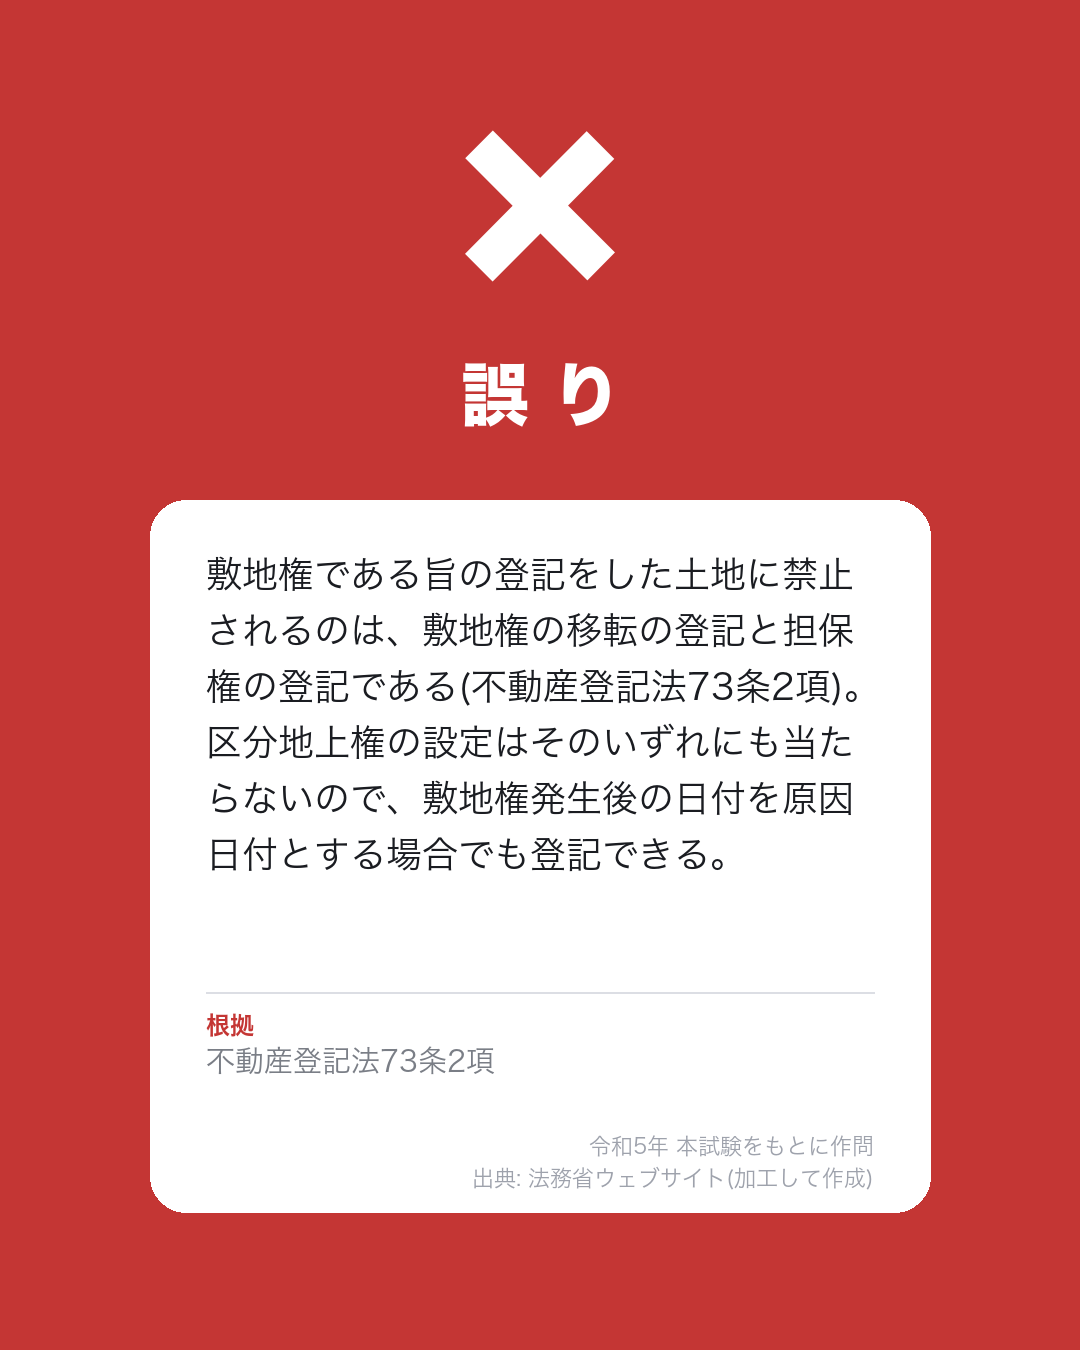 誤り
敷地権である旨の登記をした土地に禁止
されるのは、敷地権の移転の登記と担保
権の登記である(不動産登記法73条2項)。
区分地上権の設定はそのいずれにも当た
らないので、敷地権発生後の日付を原因
日付とする場合でも登記できる。
根拠
不動産登記法73条2項
令和5年 本試験をもとに作問
出典: 法務省ウェブサイト(加工して作成)